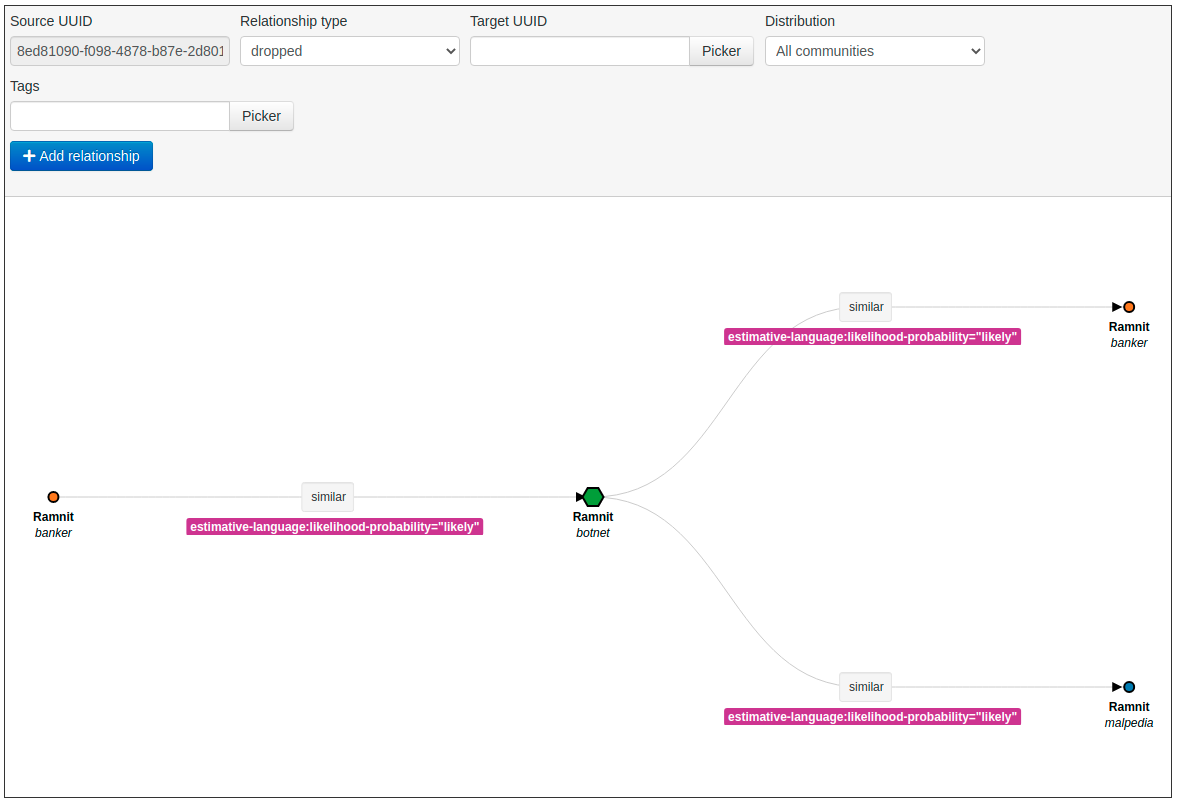 Source UUID
Relationship type
Target UUID
Distribution
8ed81090-f098-4878-b87e-2d801
dropped
Picker
All communities
Tags
Picker
Add relationship
similar
estimative-language:likelihood-probability="likely"
Ramnit
banker
similar
estimative-language:likelihood-probability="likely"
Ramnit
banker
Ramnit
botnet
similar
estimative-language:likelihood-probability="likely"
Ramnit
malpedia